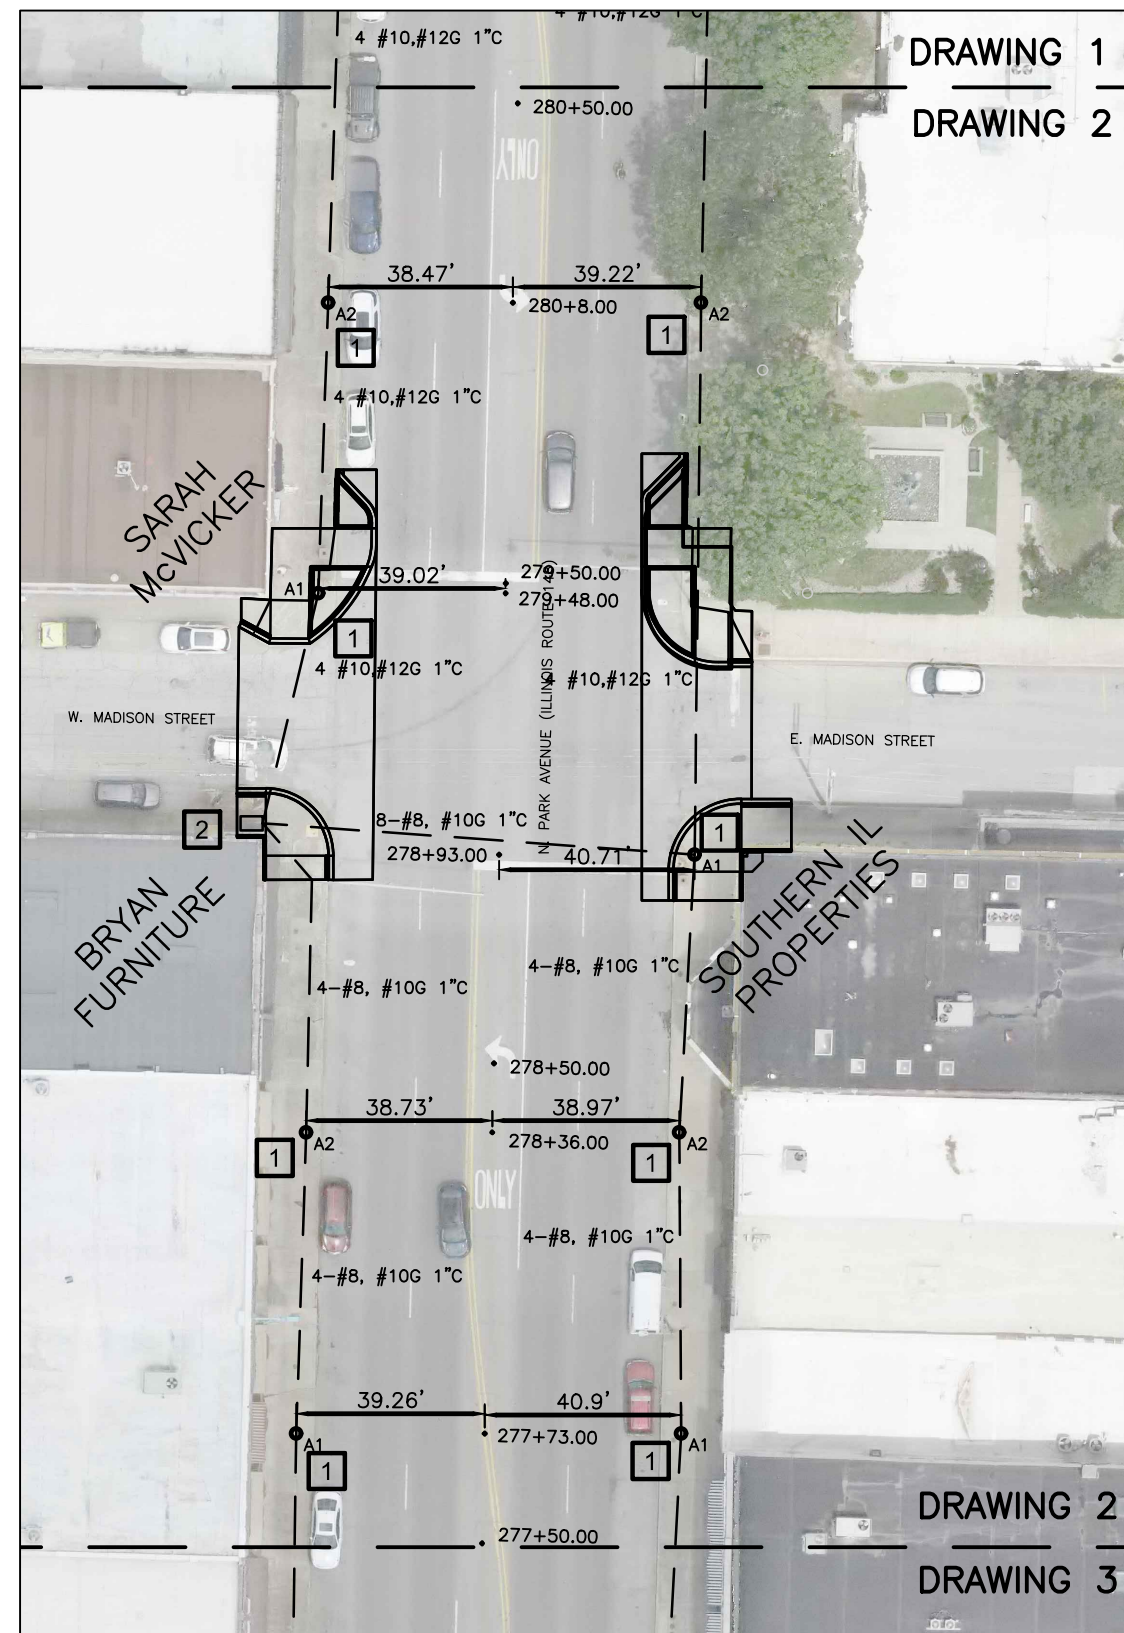 4 #10,#12G 1"C
4 #10,#12G 1"C
DRAWING 1
280+50.00
DRAWING 2
ONLY
38.47'
39.22'
280+8.00
A2
A2
1
1
4 #10,#12G 1"C
SARAH
McVICKER
279+50.00
39.02'
A1
279+48.00
1
4 #10,#12G 1"C
4 #10,#12G 1"C
N. PARK AVENUE (ILLINOIS ROUTE 148)
W. MADISON STREET
E. MADISON STREET
8-#8, #10G 1"C
2
1
278+93.00
40.71'
A1
BRYAN
FURNITURE
SOUTHERN IL
PROPERTIES
4-#8, #10G 1"C
4-#8, #10G 1"C
278+50.00
38.73'
38.97'
A2
278+36.00
A2
1
1
ONLY
4-#8, #10G 1"C
4-#8, #10G 1"C
39.26'
40.9'
A1
277+73.00
A1
1
1
DRAWING 2
277+50.00
DRAWING 3